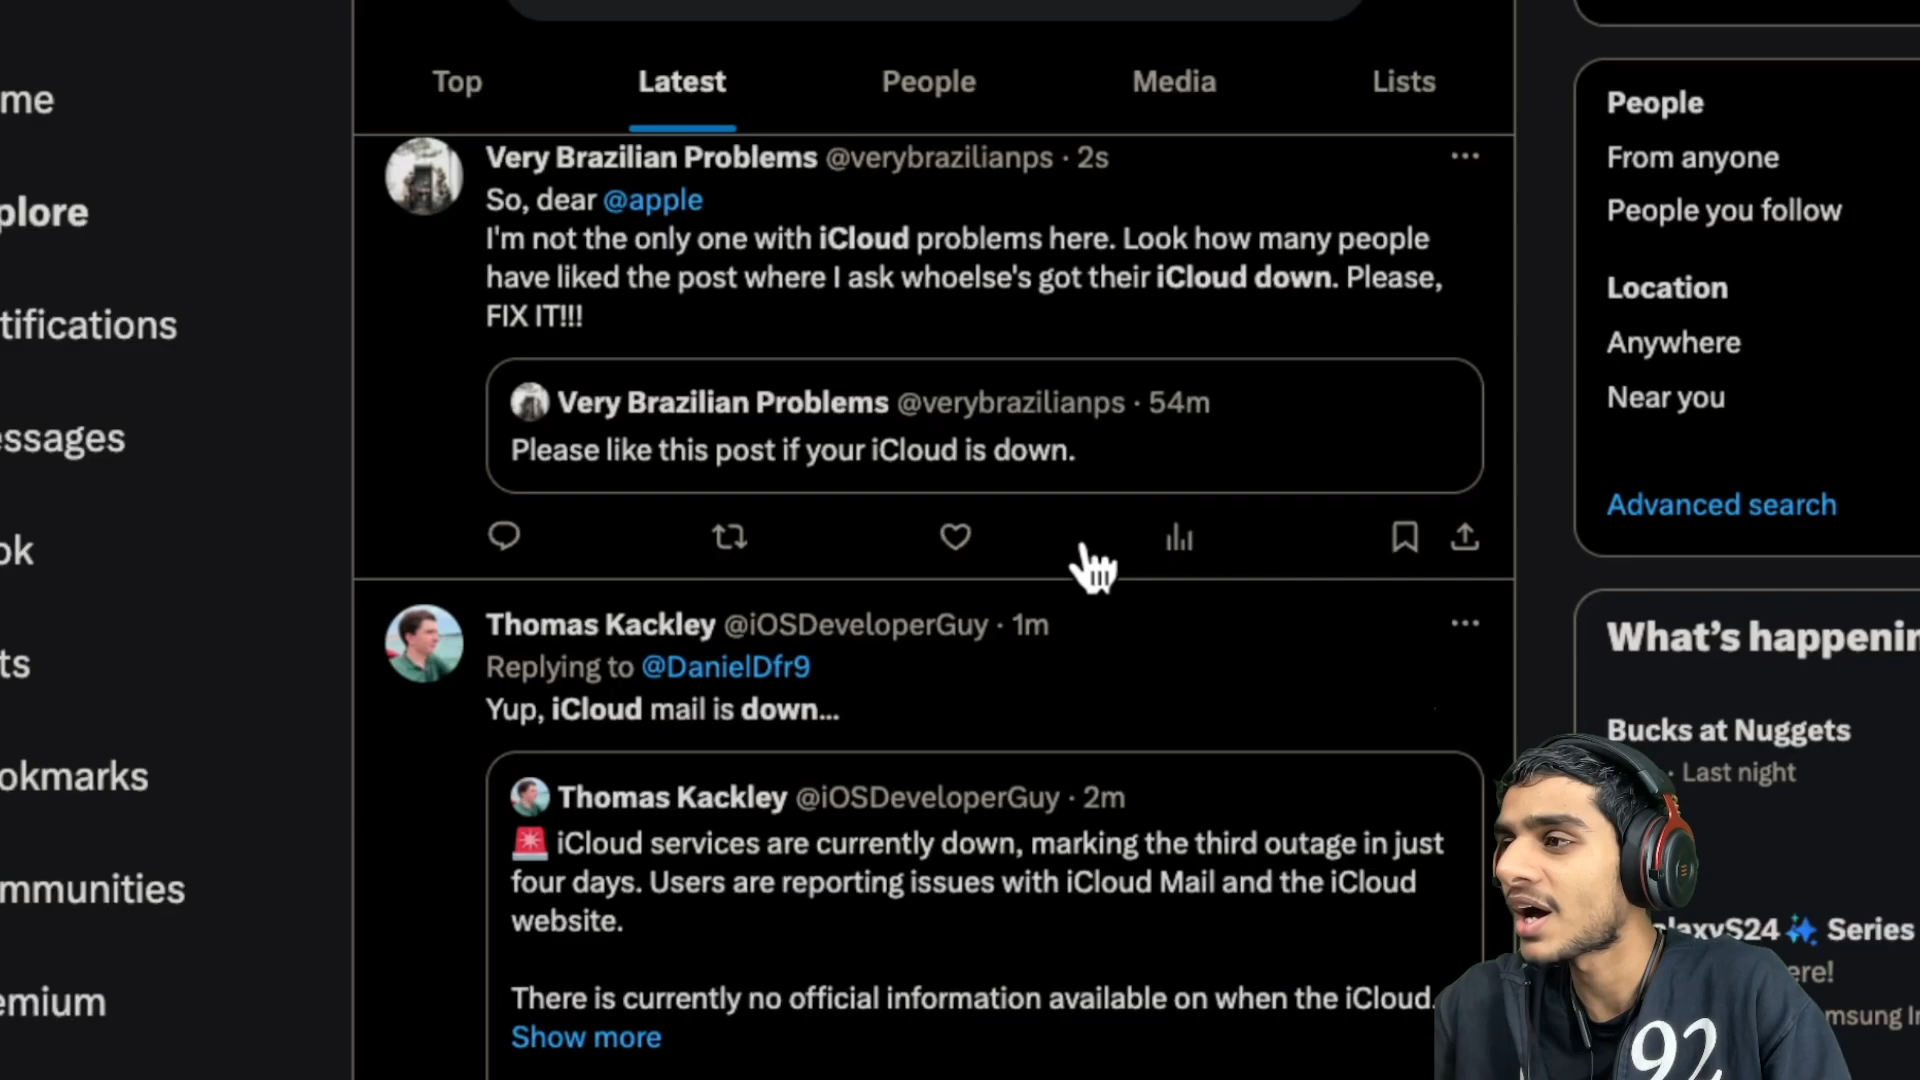 me
plore
tifications
essages
ok
ts
okmarks
mmunities
emium
Top
Latest
People
Media
Lists
Very Brazilian Problems @verybrazilianps · 2s
So, dear @apple
I'm not the only one with iCloud problems here. Look how many people
have liked the post where I ask whoelse's got their iCloud down. Please,
FIX IT!!!
Very Brazilian Problems @verybrazilianps · 54m
Please like this post if your iCloud is down.
Thomas Kackley @iOSDeveloperGuy · 1m
Replying to @DanielDfr9
Yup, iCloud mail is down...
Thomas Kackley @iOSDeveloperGuy · 2m
🚨 iCloud services are currently down, marking the third outage in just
four days. Users are reporting issues with iCloud Mail and the iCloud
website.
There is currently no official information available on when the iCloud.
Show more
People
From anyone
People you follow
Location
Anywhere
Near you
Advanced search
What's happenin
Bucks at Nuggets
· Last night
alaxyS24 Series
ere!
msung In
92